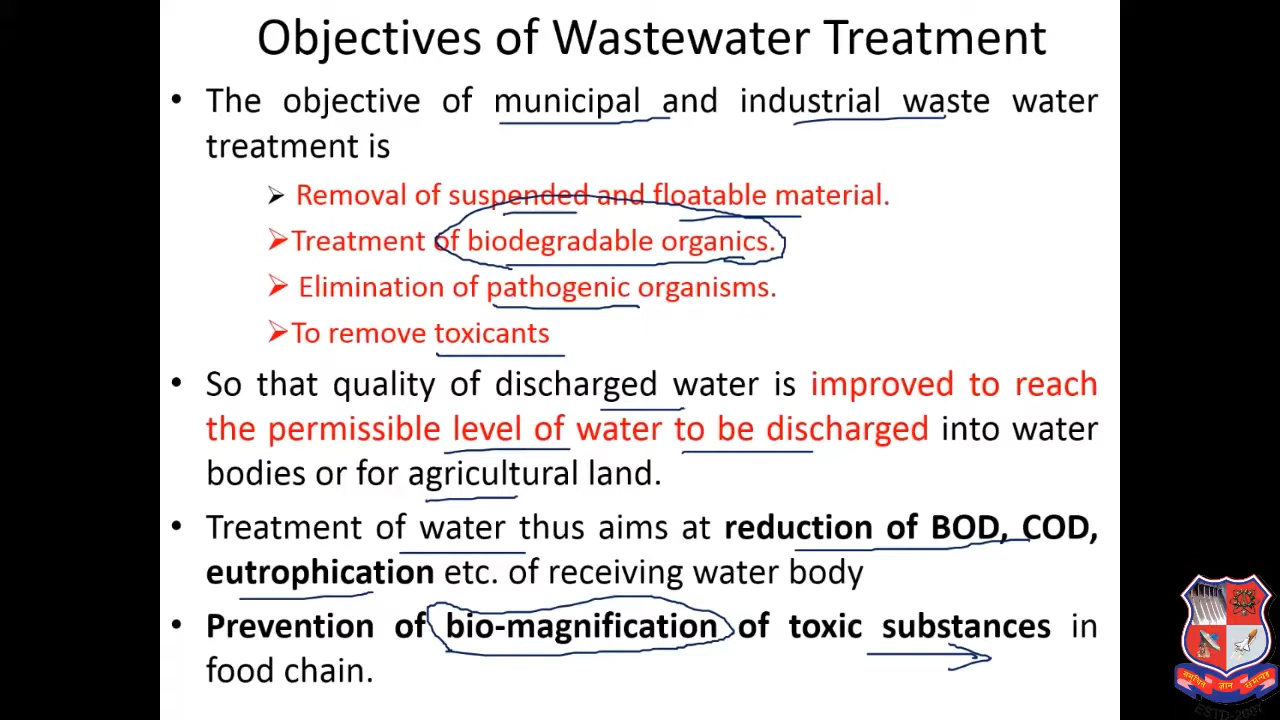 Objectives of Wastewater Treatment
• The objective of municipal and industrial waste water
treatment is
➢ Removal of suspended and floatable material.
➢Treatment of biodegradable organics.
➢ Elimination of pathogenic organisms.
➢To remove toxicants
• So that quality of discharged water is improved to reach
the permissible level of water to be discharged into water
bodies or for agricultural land.
• Treatment of water thus aims at reduction of BOD, COD,
eutrophication etc. of receiving water body
• Prevention of bio-magnification of toxic substances in
food chain.
ज्ञान
ESTD-2007